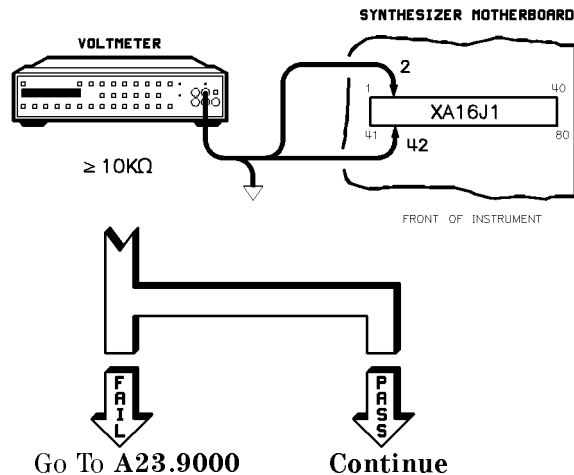 SYNTHESIZER MOTHERBOARD
VOLTMETER
2
1
40
XA16J1
41
80
42
≥ 10KΩ
FRONT OF INSTRUMENT
FAIL
PASS
Go To A23.9000
Continue